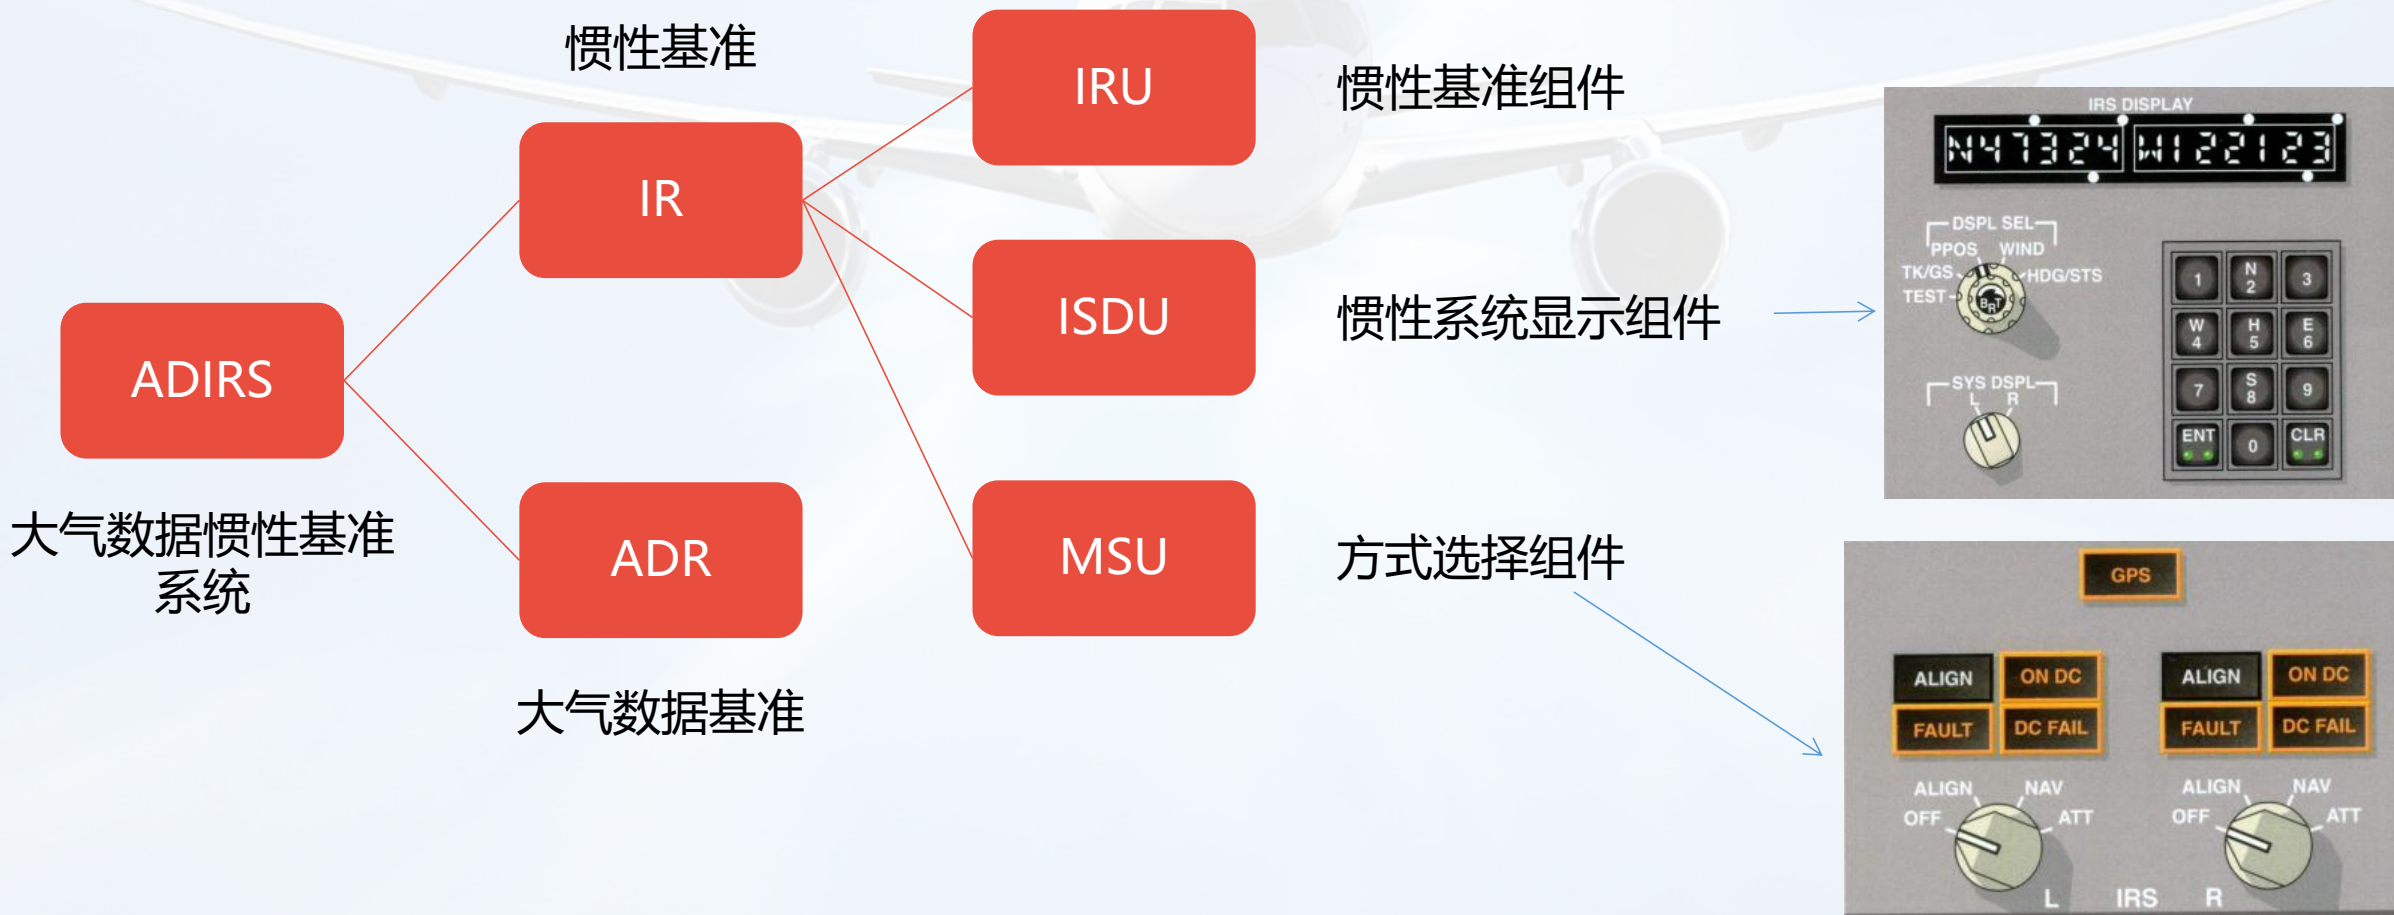 惯性基准
IRU
惯性基准组件
IR
ISDU
惯性系统显示组件
ADIRS
大气数据惯性基准
系统
ADR
大气数据基准
MSU
方式选择组件
IRS DISPLAY
N47324 W122123
DSPL SEL
PPOS WIND
TK/GS HDG/STS
TEST
BRT
SYS DSPL
L R
1 N 2 3
W 4 H 5 E 6
7 S 8 9
ENT 0 CLR
GPS
ALIGN ON DC ALIGN ON DC
FAULT DC FAIL FAULT DC FAIL
ALIGN NAV ALIGN NAV
OFF ATT OFF ATT
L IRS R